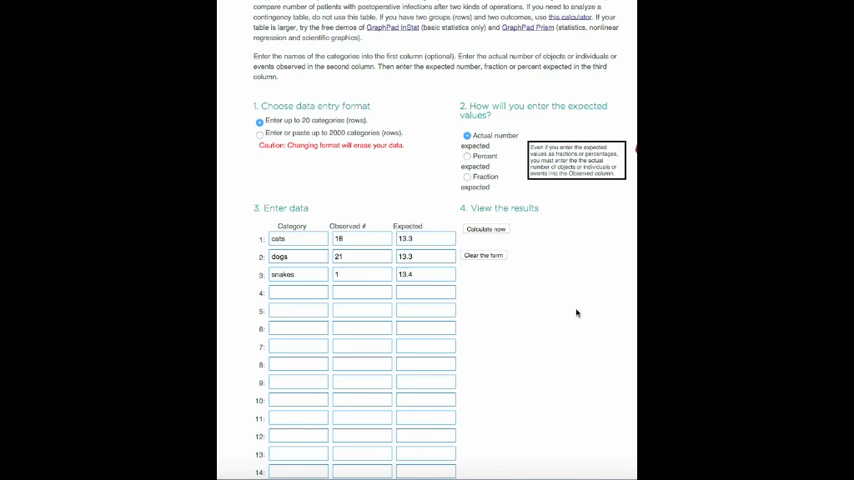 compare number of patients with postoperative infections after two kinds of operations. If you need to analyze a
contingency table, do not use this table. If you have two groups (rows) and two outcomes, use this calculator. If your
table is larger, try the free demos of GraphPad InStat (basic statistics only) and GraphPad Prism (statistics, nonlinear
regression and scientific graphics).
Enter the names of the categories into the first column (optional). Enter the actual number of objects or individuals or
events observed in the second column. Then enter the expected number, fraction or percent expected in the third
column.
1. Choose data entry format
Enter up to 20 categories (rows).
Enter or paste up to 2000 categories (rows).
Caution: Changing format will erase your data.
2. How will you enter the expected
values?
Actual number
expected
Percent
expected
Fraction
expected
Even if you enter the expected
values as fractions or percentages,
you must enter the the actual
number of objects or individuals or
events into the Observed column.
3. Enter data
Category Observed # Expected
1: cats 18 13.3
2: dogs 21 13.3
3: snakes 1 13.4
4:
5:
6:
7:
8:
9:
10:
11:
12:
13:
14:
4. View the results
Calculate now
Clear the form